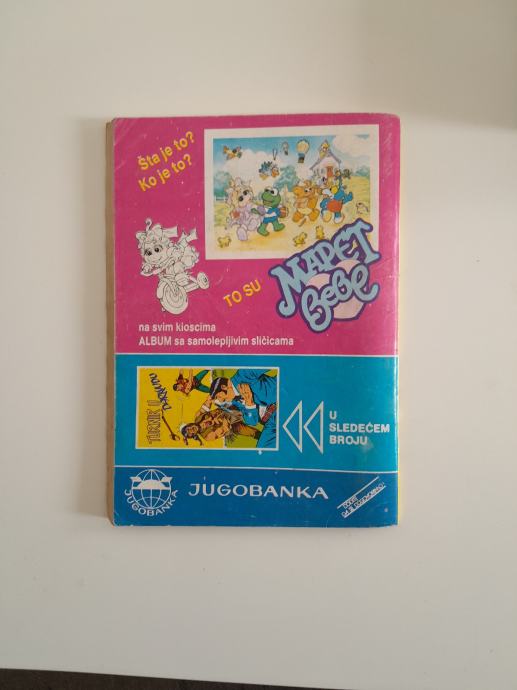 Šta je to?
Ko je to?
TO SU
MAPET
BeBe
na svim kioscima
ALBUM sa samolepljivim sličicama
TURNIR U
U
SLEDEĆEM
BROJU
JUGOBANKA
JUGOBANKA